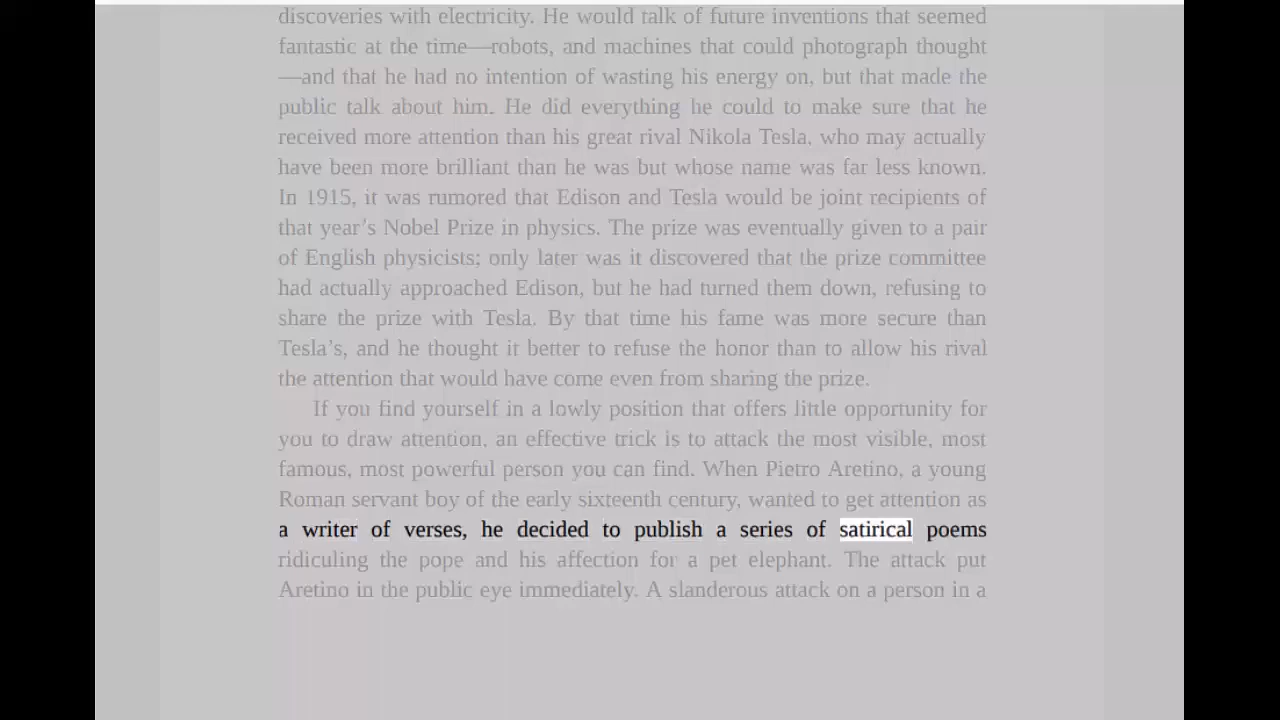 discoveries with electricity. He would talk of future inventions that seemed
fantastic at the time—robots, and machines that could photograph thought
—and that he had no intention of wasting his energy on, but that made the
public talk about him. He did everything he could to make sure that he
received more attention than his great rival Nikola Tesla, who may actually
have been more brilliant than he was but whose name was far less known.
In 1915, it was rumored that Edison and Tesla would be joint recipients of
that year’s Nobel Prize in physics. The prize was eventually given to a pair
of English physicists; only later was it discovered that the prize committee
had actually approached Edison, but he had turned them down, refusing to
share the prize with Tesla. By that time his fame was more secure than
Tesla’s, and he thought it better to refuse the honor than to allow his rival
the attention that would have come even from sharing the prize.
If you find yourself in a lowly position that offers little opportunity for
you to draw attention, an effective trick is to attack the most visible, most
famous, most powerful person you can find. When Pietro Aretino, a young
Roman servant boy of the early sixteenth century, wanted to get attention as
a writer of verses, he decided to publish a series of satirical poems
ridiculing the pope and his affection for a pet elephant. The attack put
Aretino in the public eye immediately. A slanderous attack on a person in a